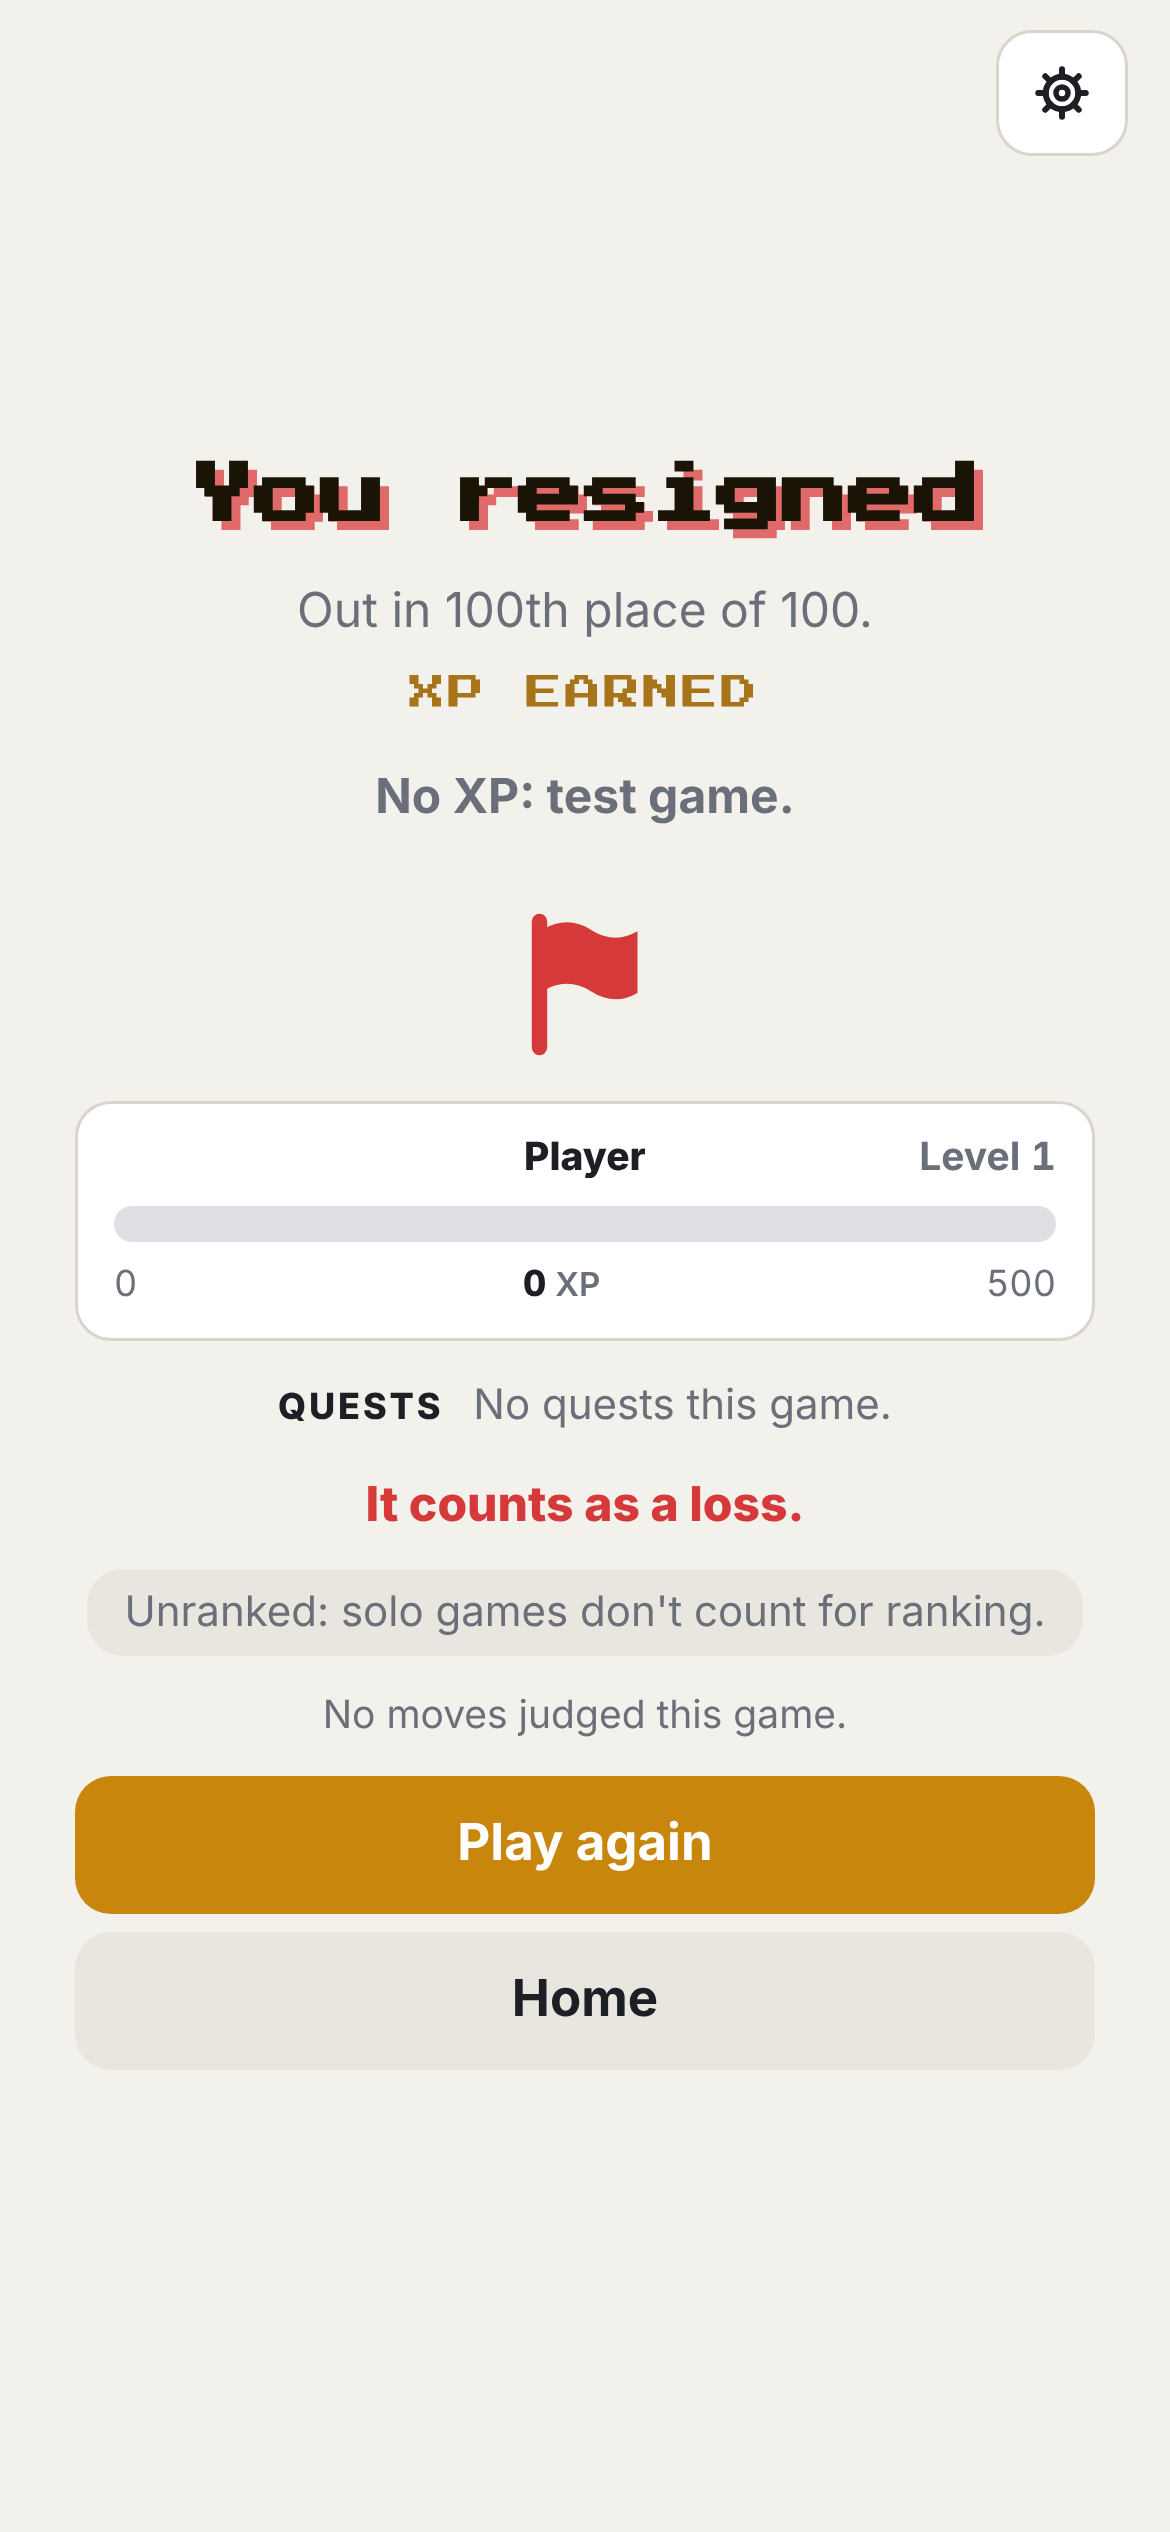 You resigned
Out in 100th place of 100.
XP EARNED
No XP: test game.
Player Level 1
0 0 XP 500
QUESTS No quests this game.
It counts as a loss.
Unranked: solo games don't count for ranking.
No moves judged this game.
Play again
Home